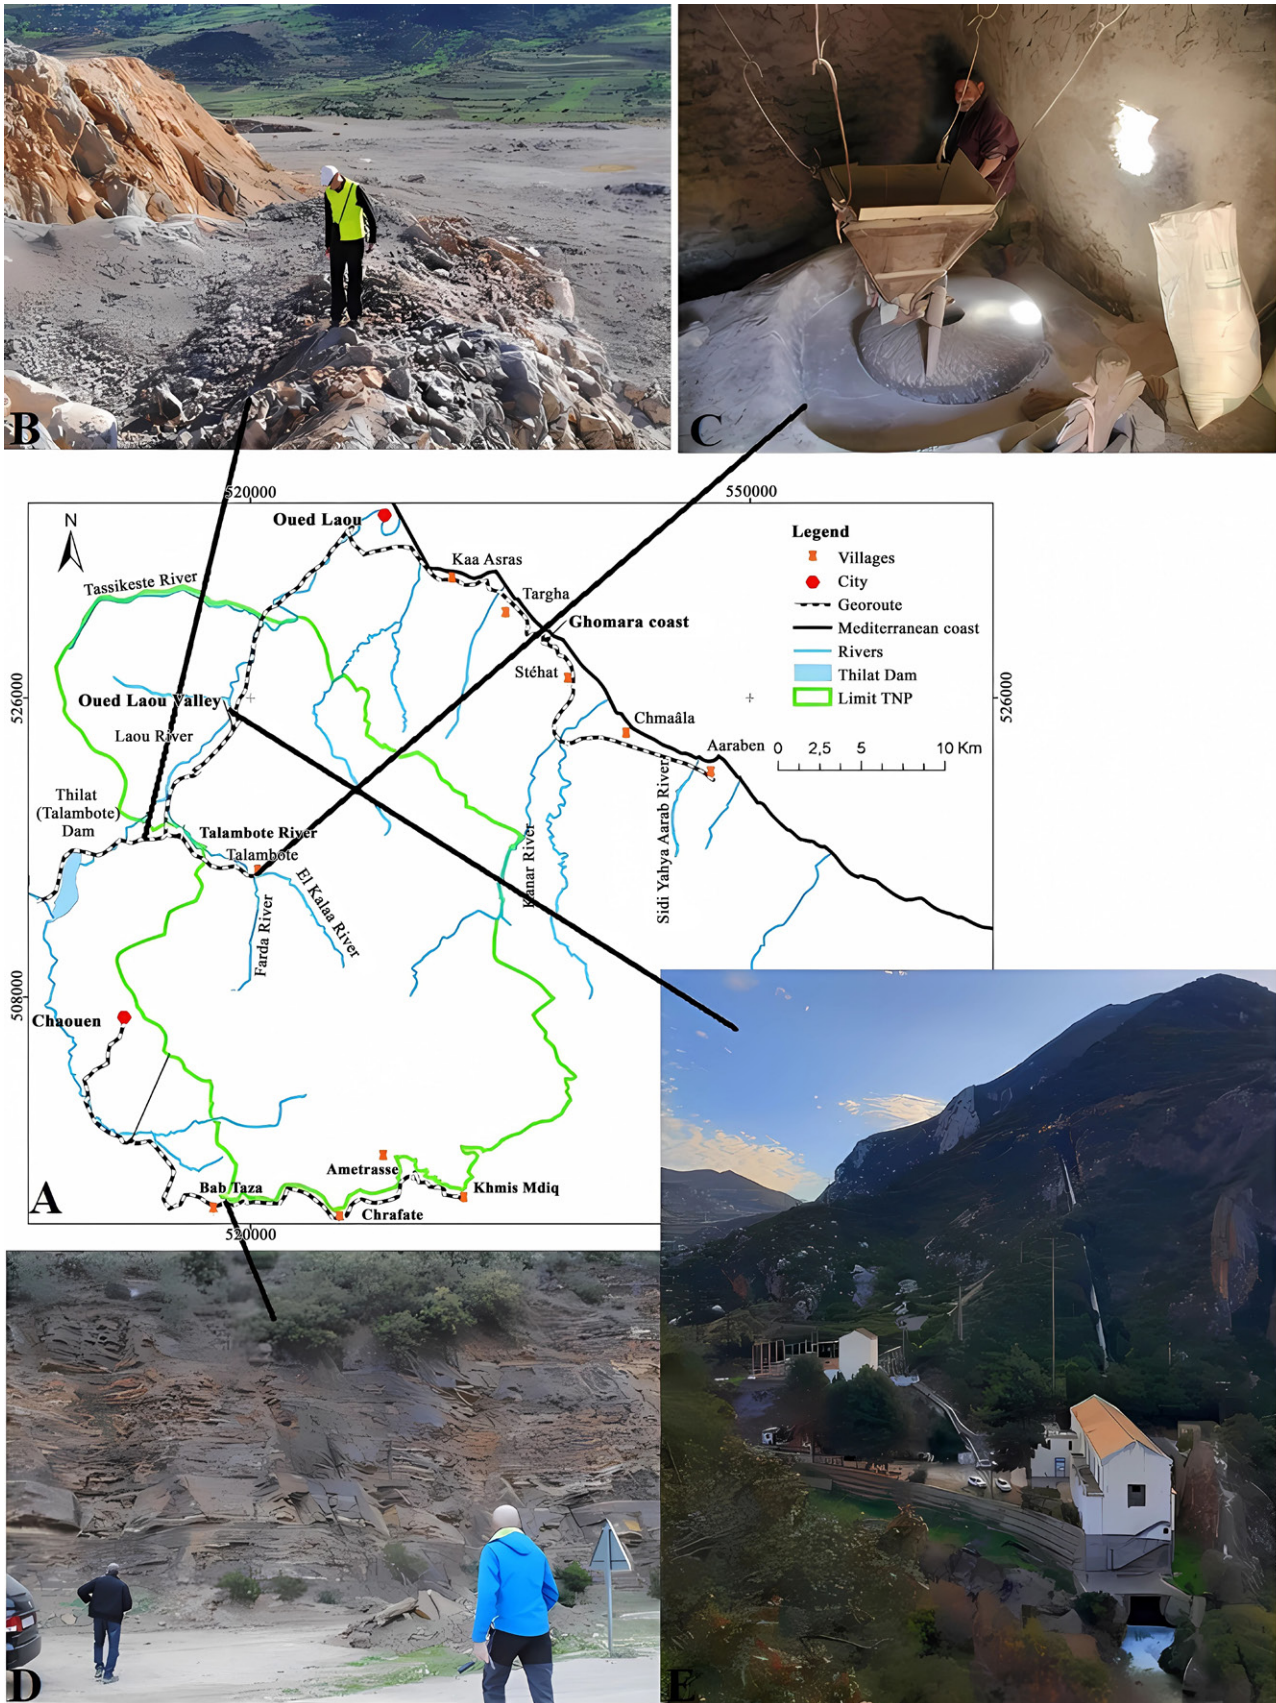 B
C
520000
550000
N
Oued Laou
Legend
Villages
City
Georoute
Mediterranean coast
Rivers
Thilat Dam
Limit TNP
0 2,5 5 10 Km
Kaa Asras
Tassikeste River
Targha
Ghomara coast
Stéhat
526000
526000
Oued Laou Valley
Laou River
Chmaâla
Aaraben
Thilat
(Talambote)
Dam
Talambote River
Talambote
El Kalaa River
Farda River
Kanar River
Sidi Yahya Aarab River
508000
Chaouen
Ametrasse
Bab Taza
Khmis Mdiq
Chrafate
A
520000
D
E